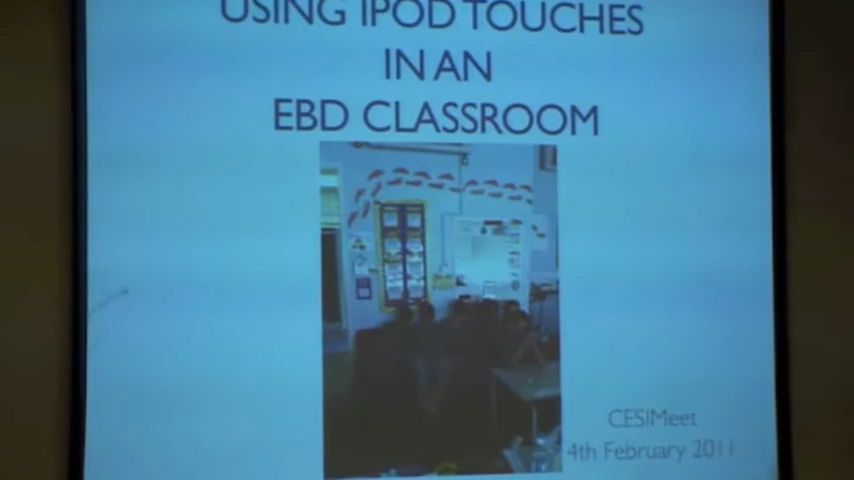 USING IPOD TOUCHES
IN AN
EBD CLASSROOM
CESIMeet
4th February 2011